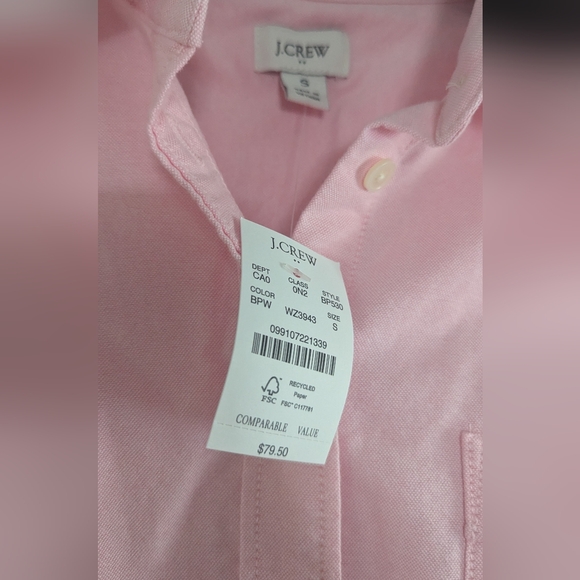 J.CREW
S
J.CREW
DEPT CLASS STYLE
CA0 0N2 BP530
COLOR SIZE
BPW WZ3943 S
099107221339
RECYCLED
Paper
FSC FSC® C117781
COMPARABLE VALUE
$79.50